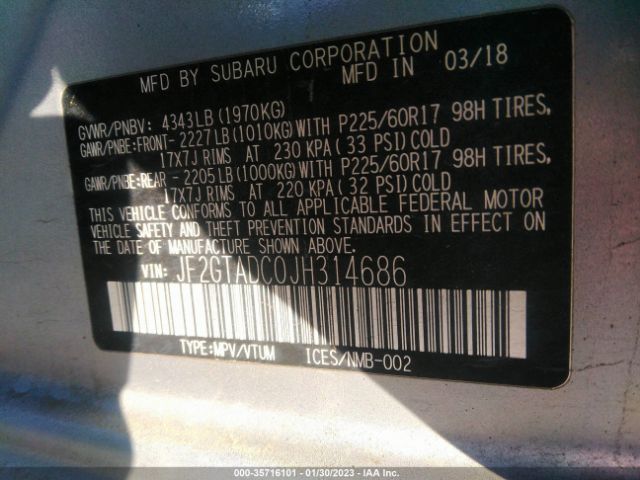 MFD BY SUBARU CORPORATION
MFD IN 03/18
GVWR/PNBV: 4343LB(1970KG)
GAWR/PNBE:FRONT- 2227LB(1010KG)WITH P225/60R17 98H TIRES,
17X7J RIMS AT 230 KPA( 33 PSI)COLD
GAWR/PNBE:REAR - 2205LB(1000KG)WITH P225/60R17 98H TIRES,
17X7J RIMS AT 220 KPA( 32 PSI)COLD
THIS VEHICLE CONFORMS TO ALL APPLICABLE FEDERAL MOTOR
VEHICLE SAFETY AND THEFT PREVENTION STANDARDS IN EFFECT ON
THE DATE OF MANUFACTURE SHOWN ABOVE.
VIN: JF2GTADC0JH314686
TYPE:MPV/VTUM ICES/NMB-002
000-35716101 - 01/30/2023 - IAA Inc.